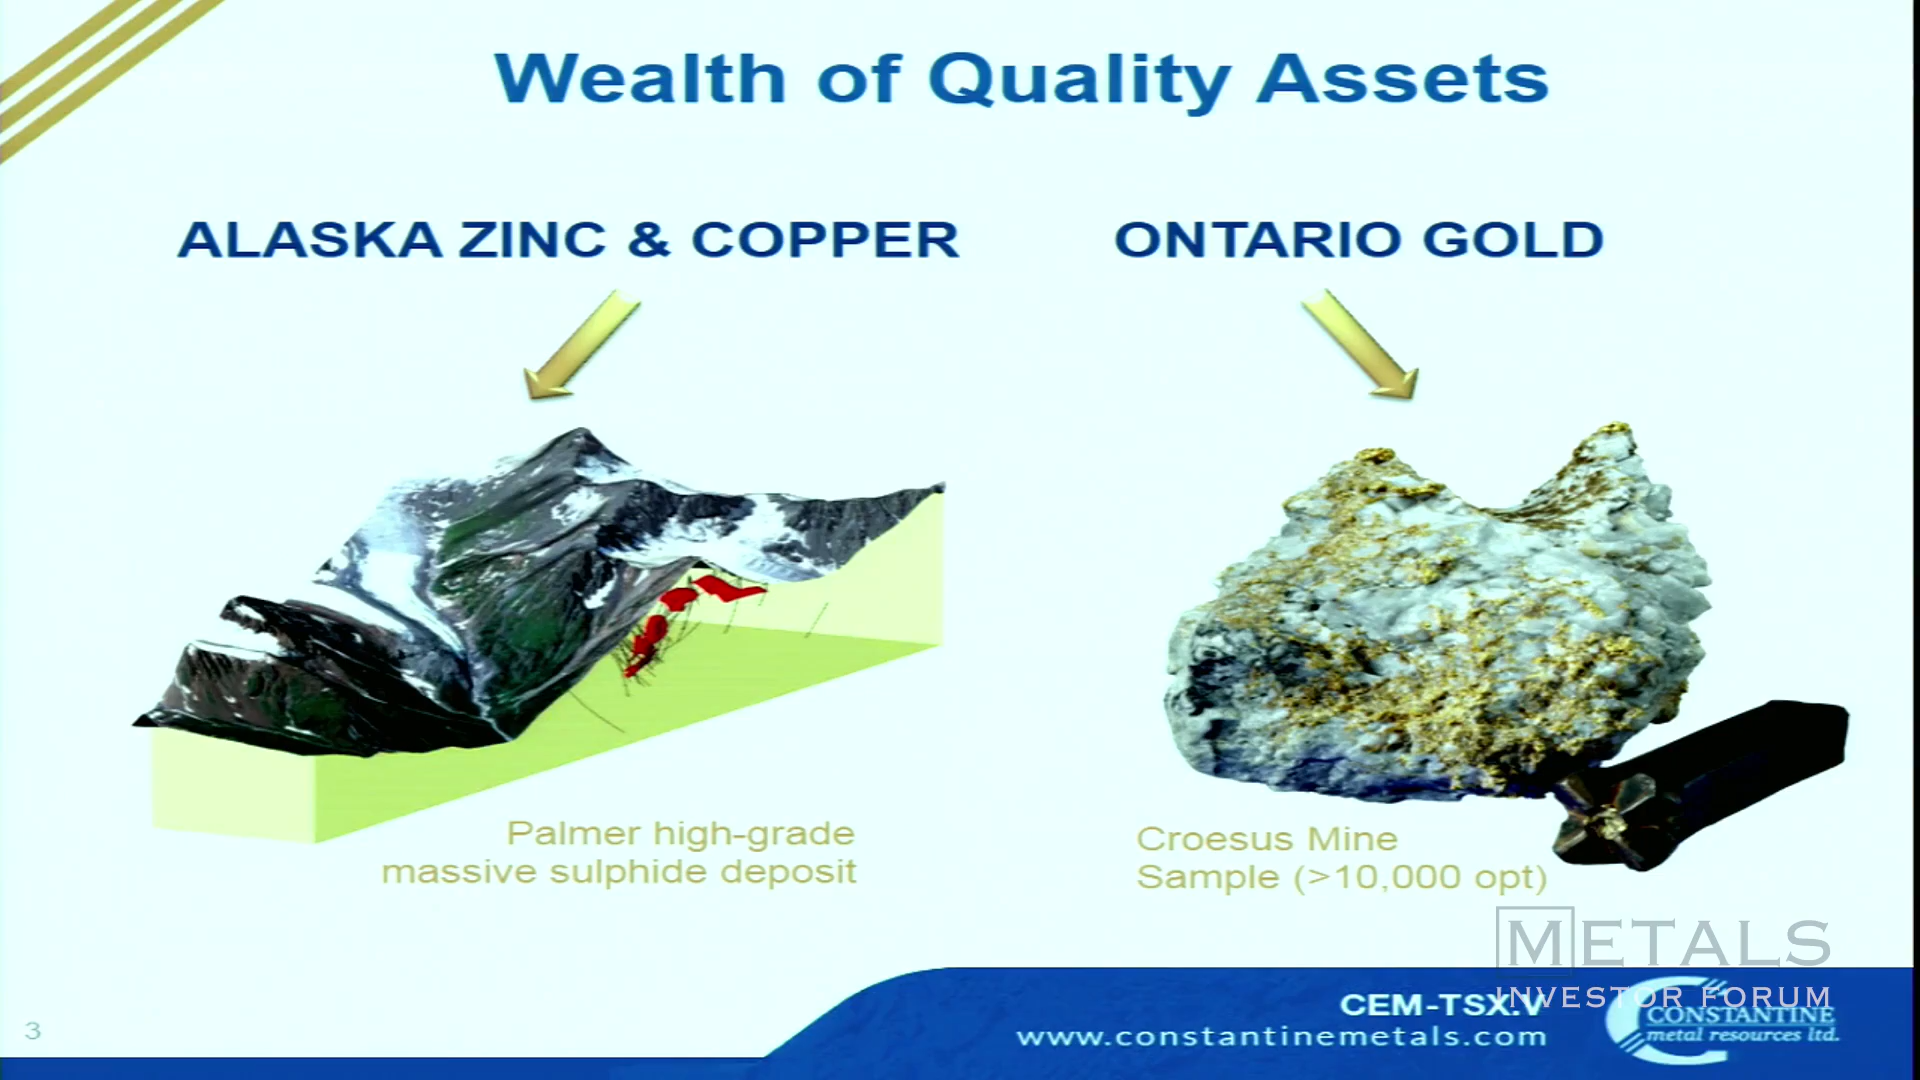 Wealth of Quality Assets
ALASKA ZINC & COPPER
ONTARIO GOLD
Palmer high-grade
massive sulphide deposit
Croesus Mine
Sample (>10,000 opt)
METALS
INVESTOR FORUM
CEM-TSX.V
www.constantinemetals.com
CONSTANTINE
metal resources ltd.
3